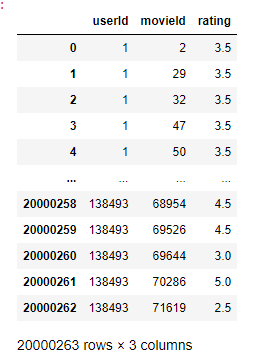 :
userId movieId rating
0 1 2 3.5
1 1 29 3.5
2 1 32 3.5
3 1 47 3.5
4 1 50 3.5
... ... ... ...
20000258 138493 68954 4.5
20000259 138493 69526 4.5
20000260 138493 69644 3.0
20000261 138493 70286 5.0
20000262 138493 71619 2.5
20000263 rows × 3 columns